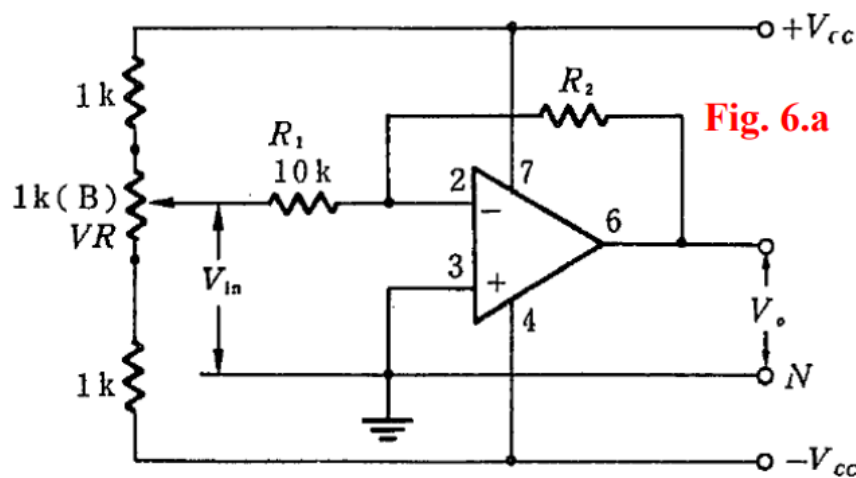 +Vcc
1k
R2
Fig. 6.a
R1
10k
7
2
1k(B)
VR
−
6
3
Vin
+
4
Vo
1k
N
−Vcc